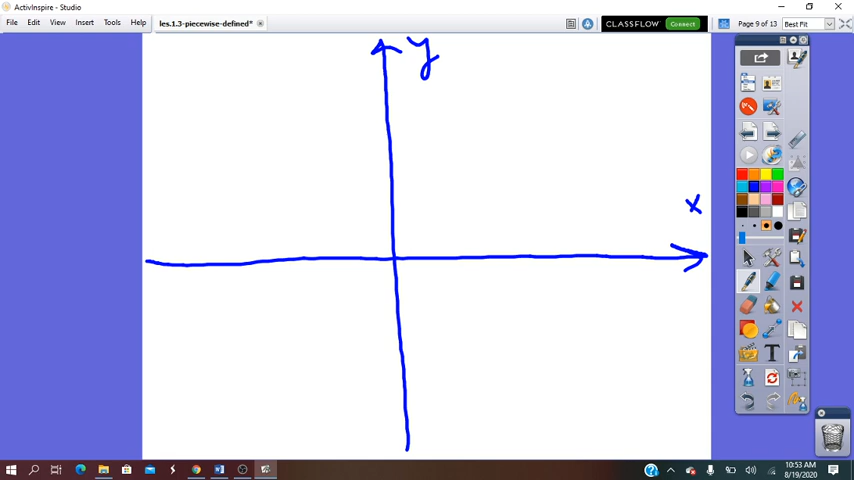 ActivInspire - Studio
File Edit View Insert Tools Help
les.1.3-piecewise-defined*
CLASSFLOW Connect
Page 9 of 13
Best Fit
y
x
T
10:53 AM
8/19/2020